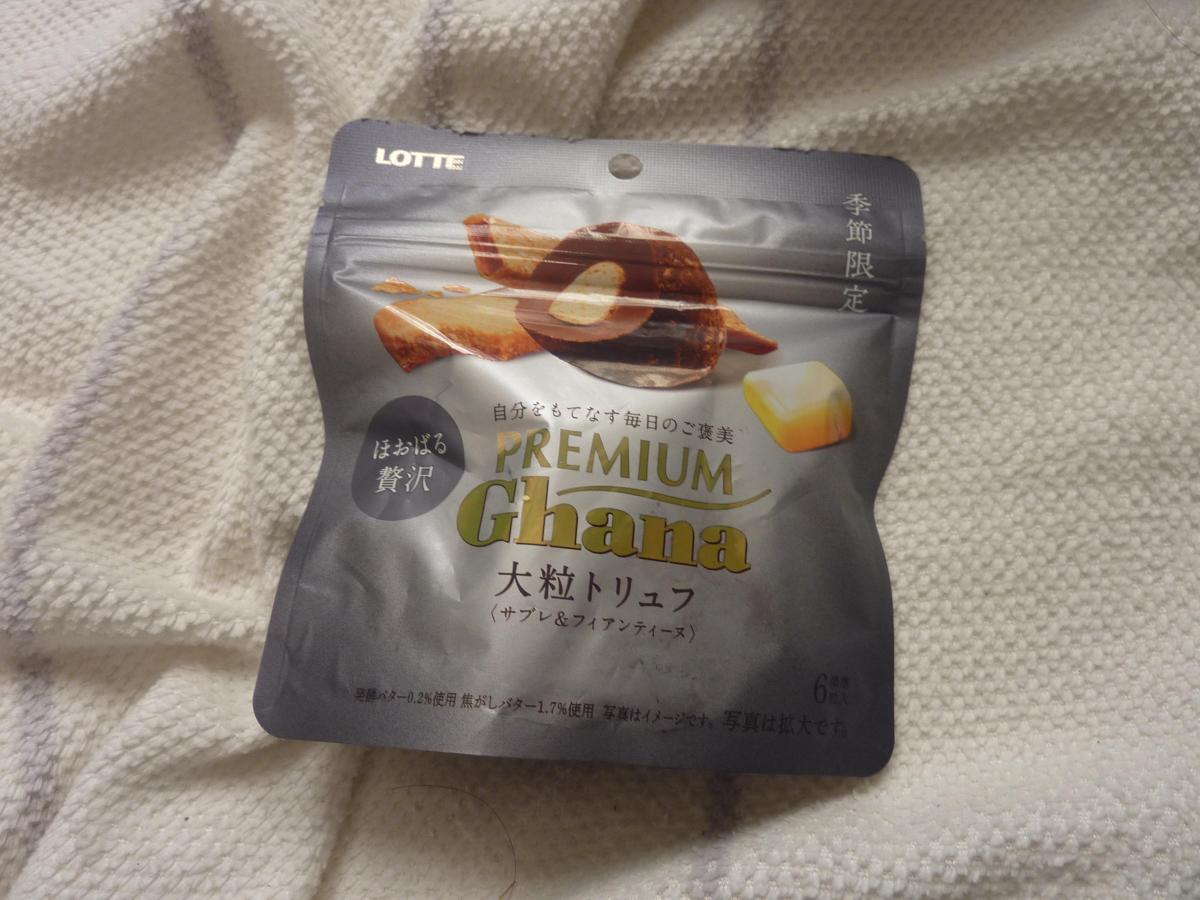 LOTTE
季節限定
自分をもてなす毎日のご褒美
PREMIUM
Ghana
ほおばる
贅沢
大粒トリュフ
〈サブレ&フィアンティーヌ〉
6標準
粒入
発酵バター0.2%使用 焦がしバター1.7%使用 写真はイメージです。写真は拡大です。